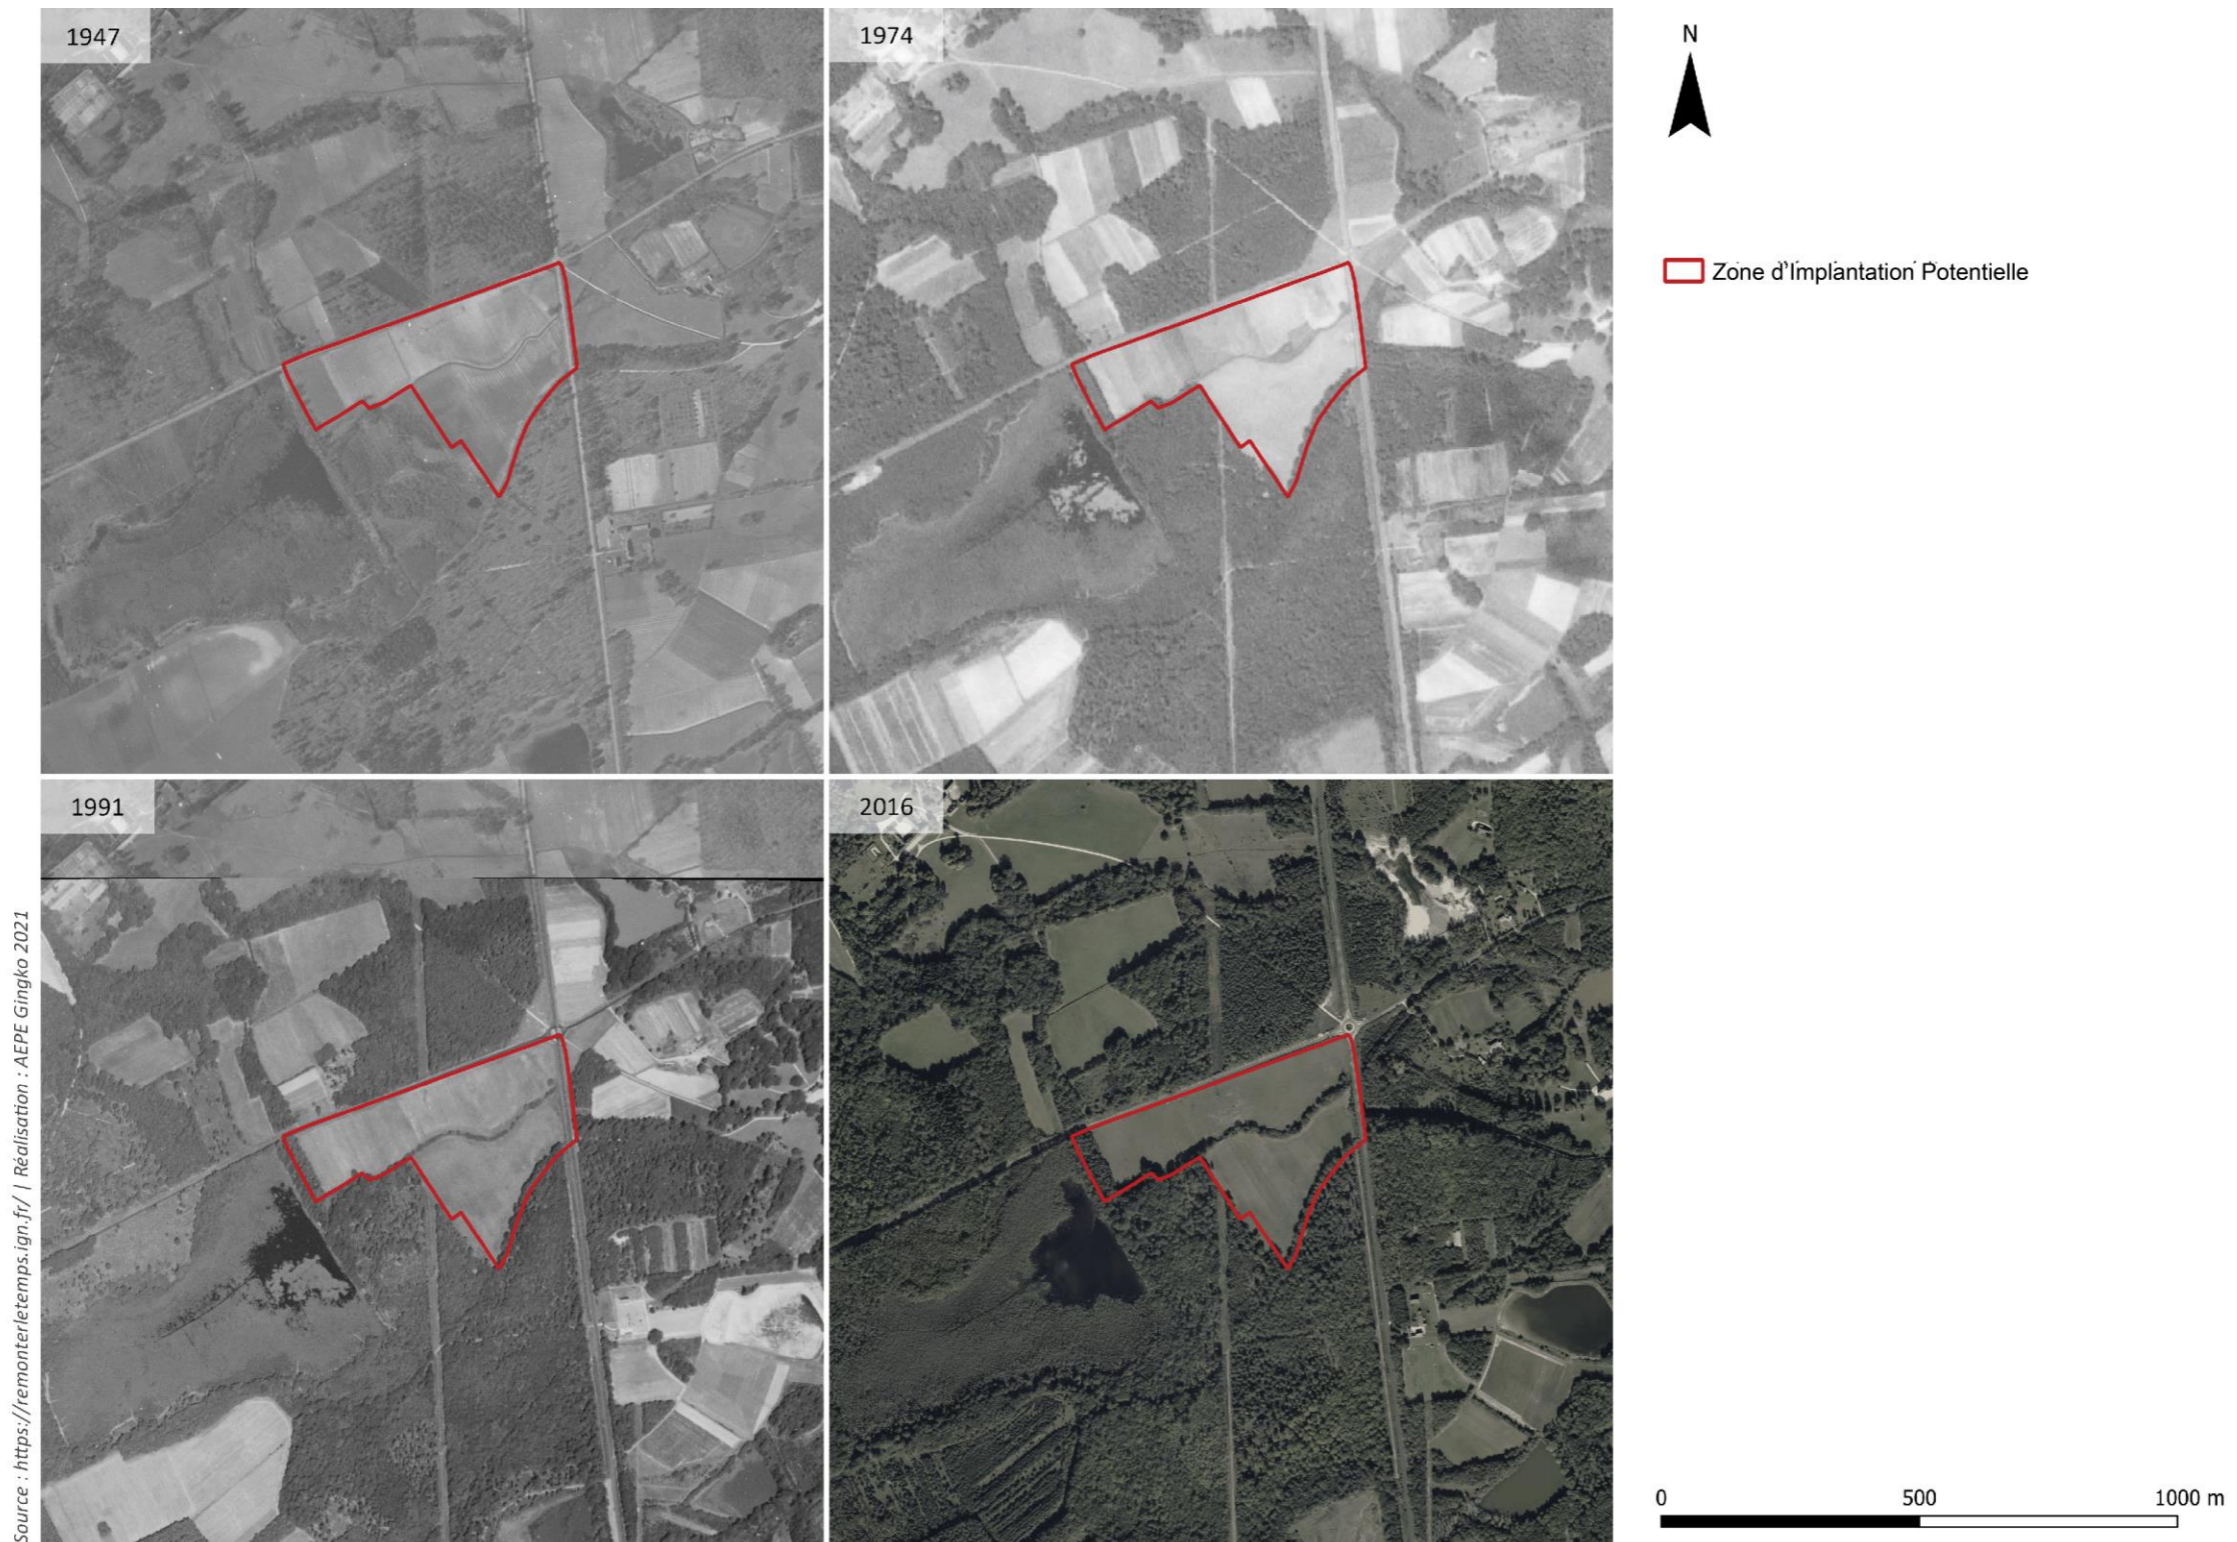 1947
1974
N
Zone d'Implantation Potentielle
1991
2016
Source : https://remonterletemps.ign.fr/ | Réalisation : AEPE Gingko 2021
0 500 1000 m